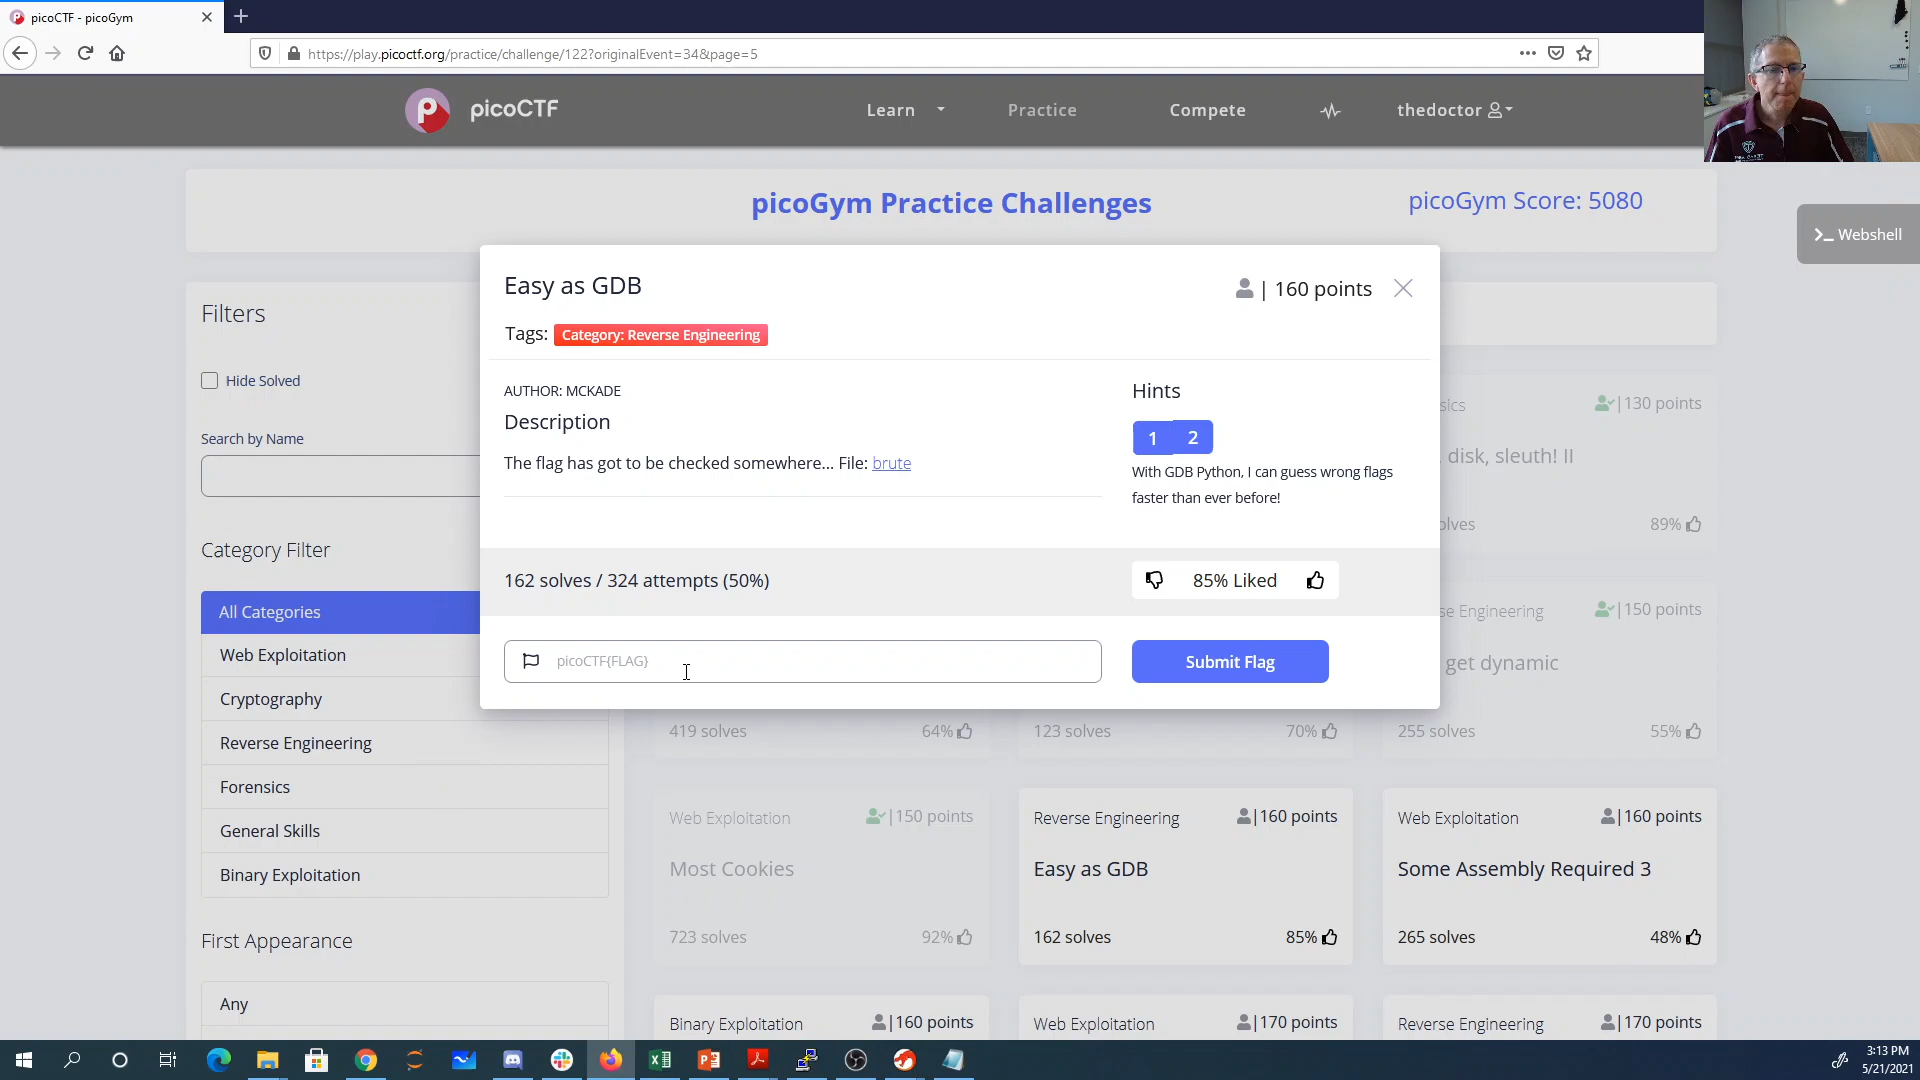 picoCTF - picoGym
https://play.picoctf.org/practice/challenge/122?originalEvent=34&page=5
picoCTF
Learn
Practice
Compete
thedoctor
picoGym Practice Challenges
picoGym Score: 5080
>_ Webshell
Easy as GDB
| 160 points
Tags: Category: Reverse Engineering
AUTHOR: MCKADE
Description
The flag has got to be checked somewhere... File: brute
Hints
1 2
With GDB Python, I can guess wrong flags
faster than ever before!
162 solves / 324 attempts (50%)
85% Liked
picoCTF{FLAG}
Submit Flag
Filters
Hide Solved
Search by Name
Category Filter
All Categories
Web Exploitation
Cryptography
Reverse Engineering
Forensics
General Skills
Binary Exploitation
First Appearance
Any
|130 points
disk, sleuth! II
89%
Engineering
|150 points
get dynamic
419 solves
64%
123 solves
70%
255 solves
55%
Web Exploitation
|150 points
Most Cookies
723 solves
92%
Reverse Engineering
|160 points
Easy as GDB
162 solves
85%
Web Exploitation
|160 points
Some Assembly Required 3
265 solves
48%
Binary Exploitation
|160 points
Web Exploitation
|170 points
Reverse Engineering
|170 points
3:13 PM
5/21/2021